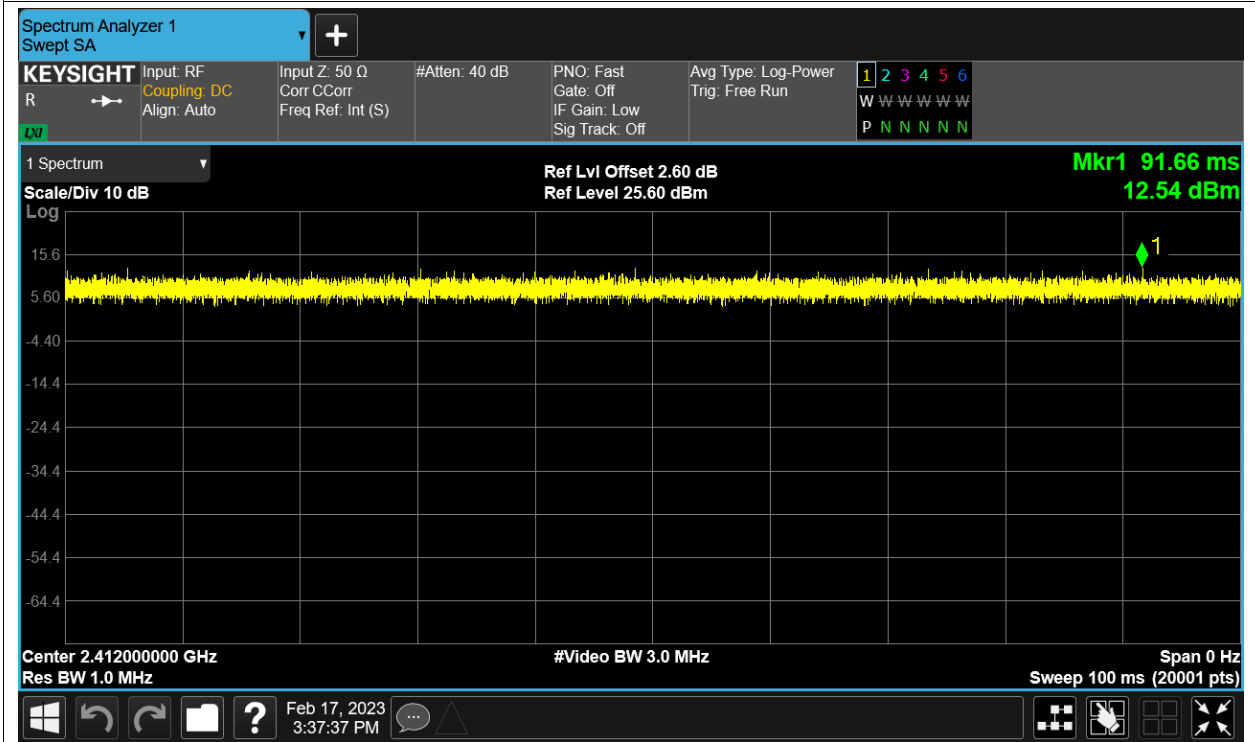 Spectrum Analyzer 1
Swept SA
KEYSIGHT
R
LXI
Input: RF
Coupling: DC
Align: Auto
Input Z: 50 Ω
Corr CCorr
Freq Ref: Int (S)
#Atten: 40 dB
PNO: Fast
Gate: Off
IF Gain: Low
Sig Track: Off
Avg Type: Log-Power
Trig: Free Run
1 2 3 4 5 6
W W W W W W
P N N N N N
1 Spectrum
Scale/Div 10 dB
Ref Lvl Offset 2.60 dB
Ref Level 25.60 dBm
Mkr1 91.66 ms
12.54 dBm
Log
1
15.6
5.60
-4.40
-14.4
-24.4
-34.4
-44.4
-54.4
-64.4
Center 2.412000000 GHz
Res BW 1.0 MHz
#Video BW 3.0 MHz
Span 0 Hz
Sweep 100 ms (20001 pts)
?
Feb 17, 2023
3:37:37 PM